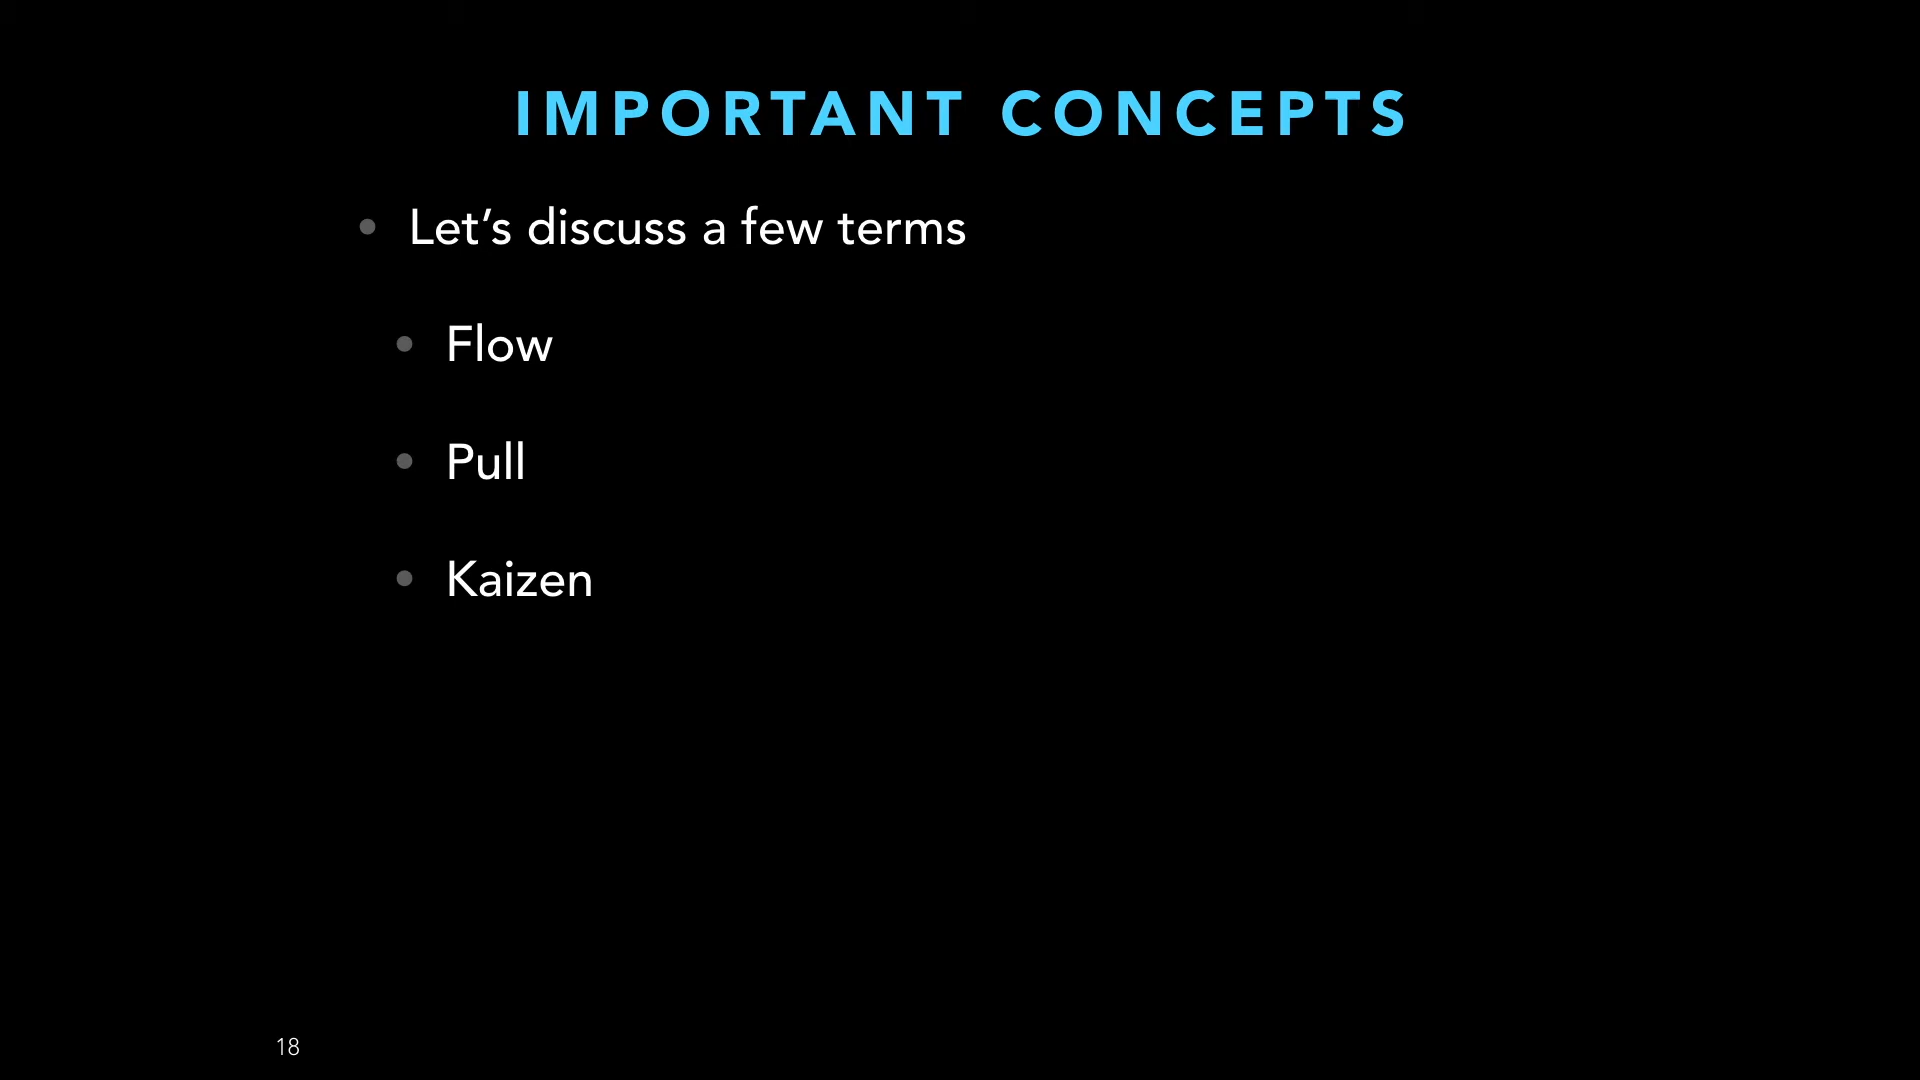 IMPORTANT CONCEPTS
• Let’s discuss a few terms
• Flow
• Pull
• Kaizen
18